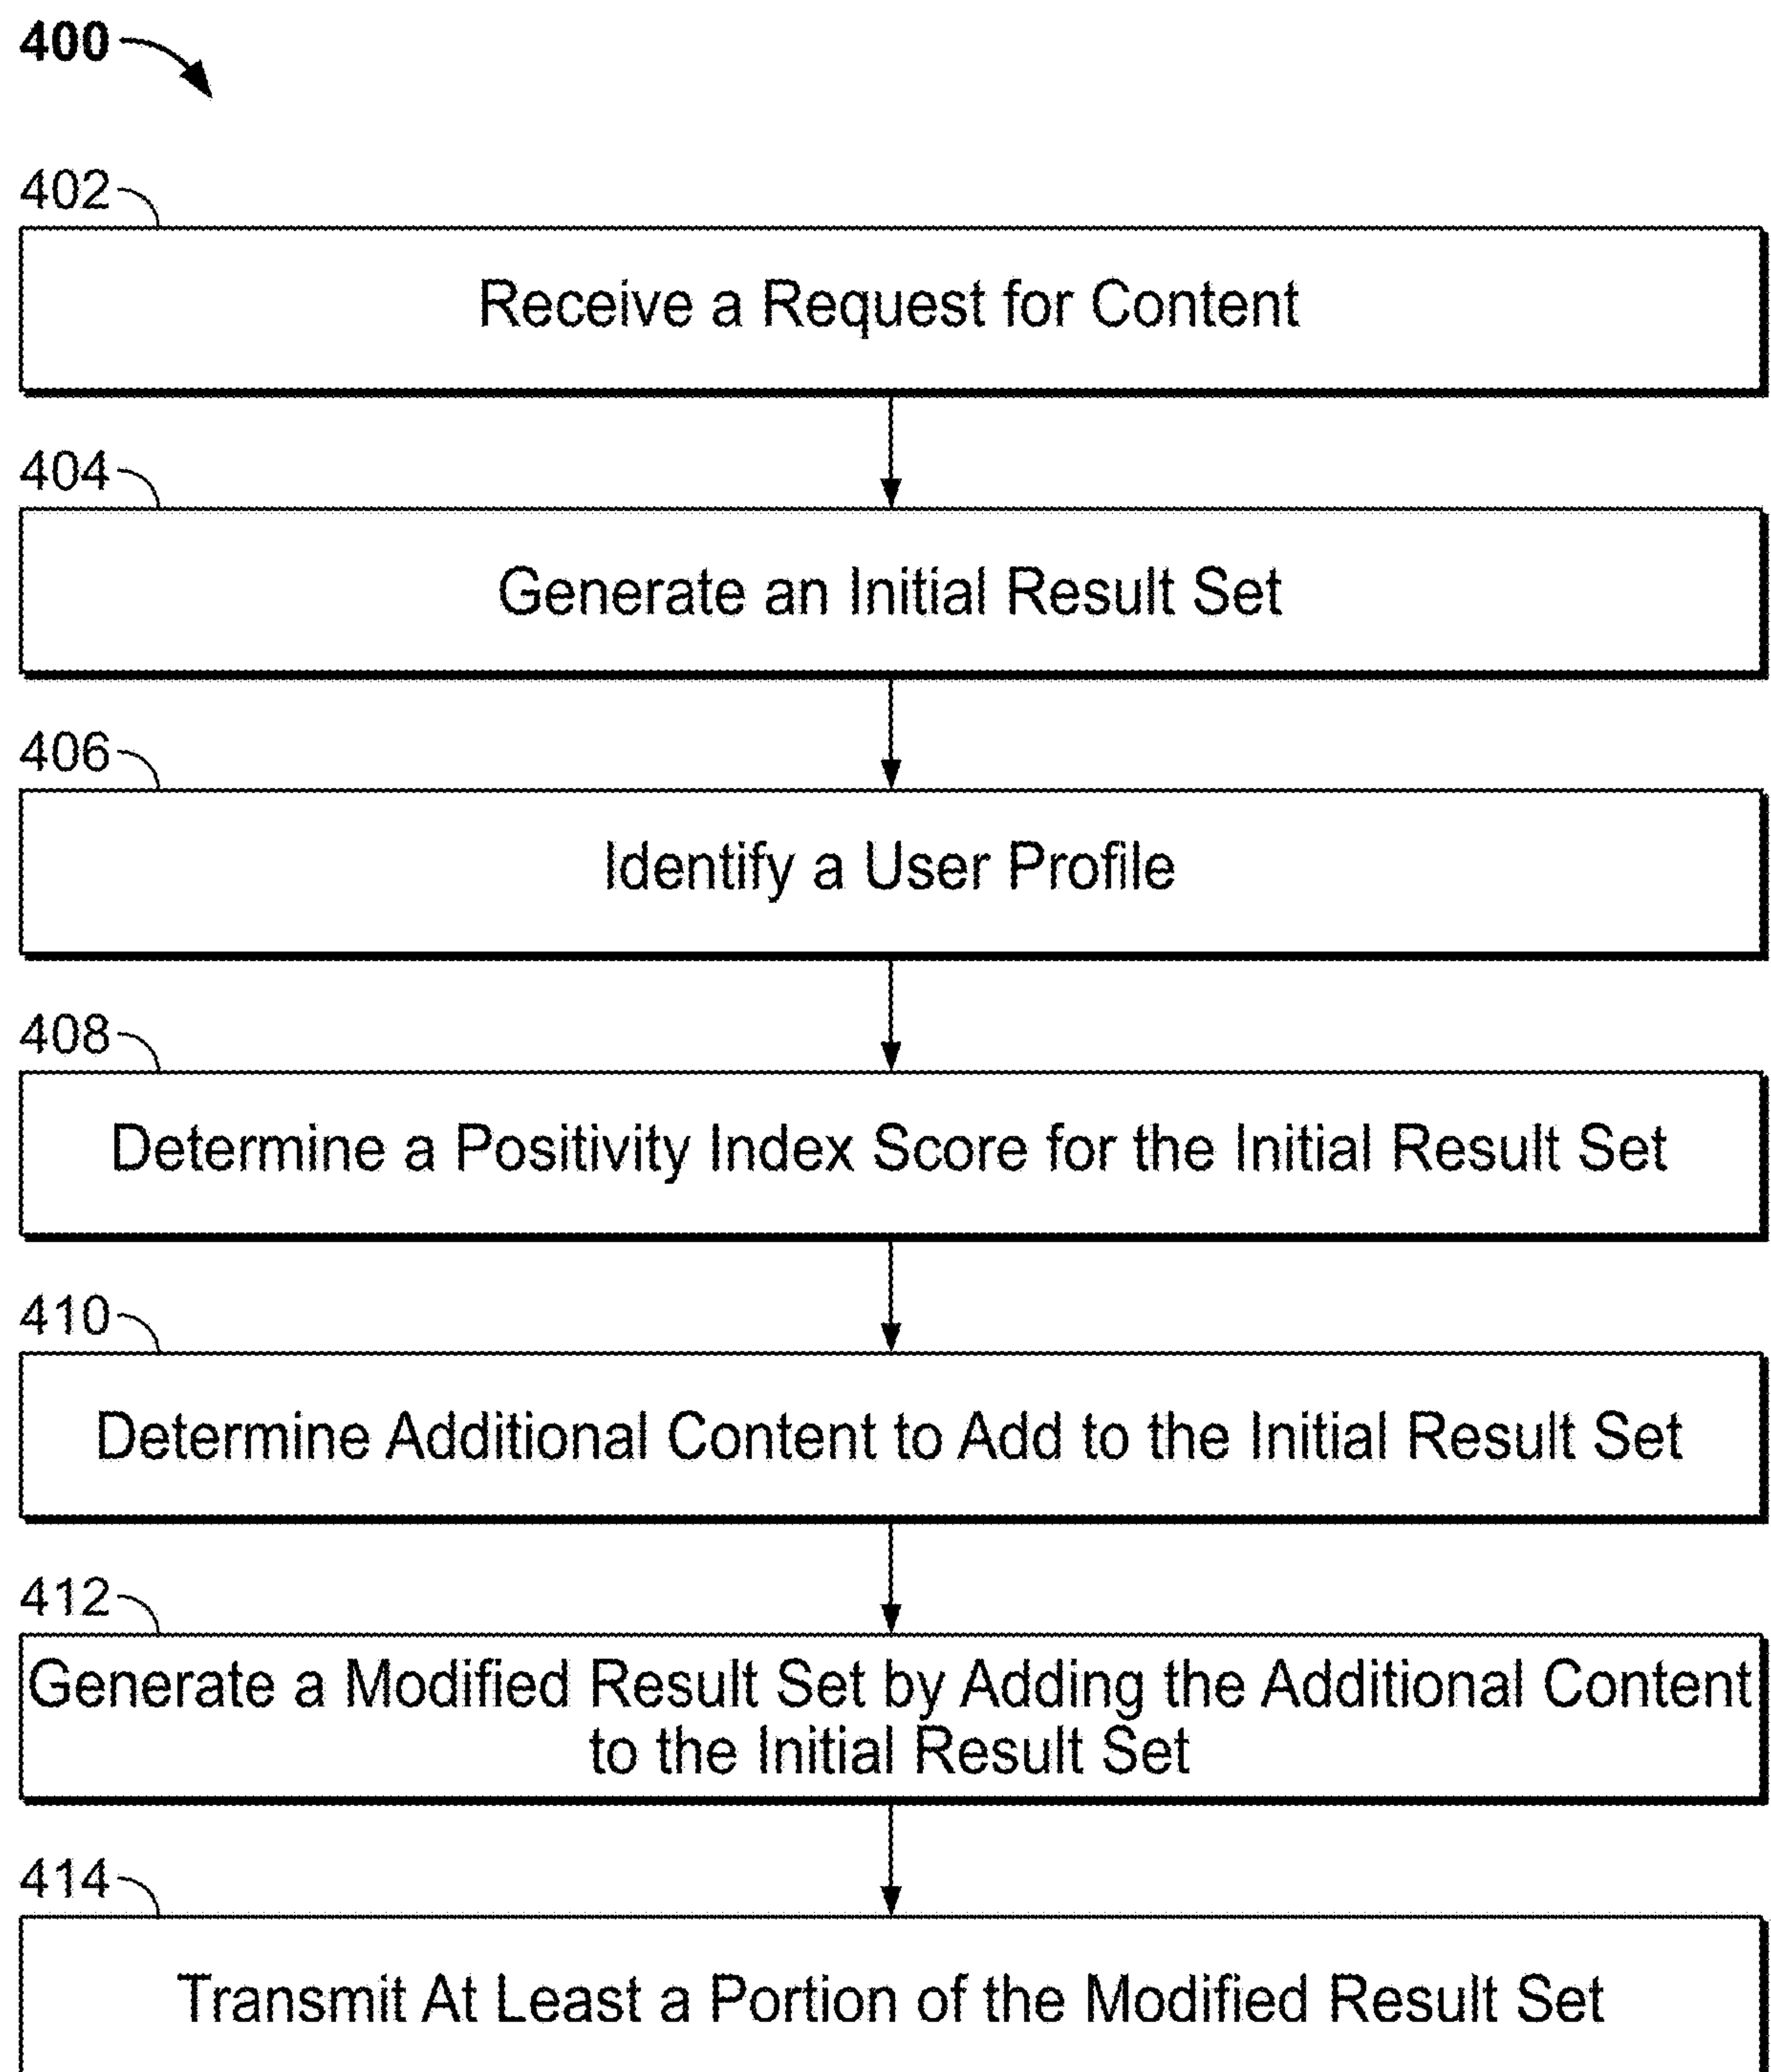 400
402
Receive a Request for Content
404
Generate an Initial Result Set
406
Identify a User Profile
408
Determine a Positivity Index Score for the Initial Result Set
410
Determine Additional Content to Add to the Initial Result Set
412
Generate a Modified Result Set by Adding the Additional Content
to the Initial Result Set
414
Transmit At Least a Portion of the Modified Result Set